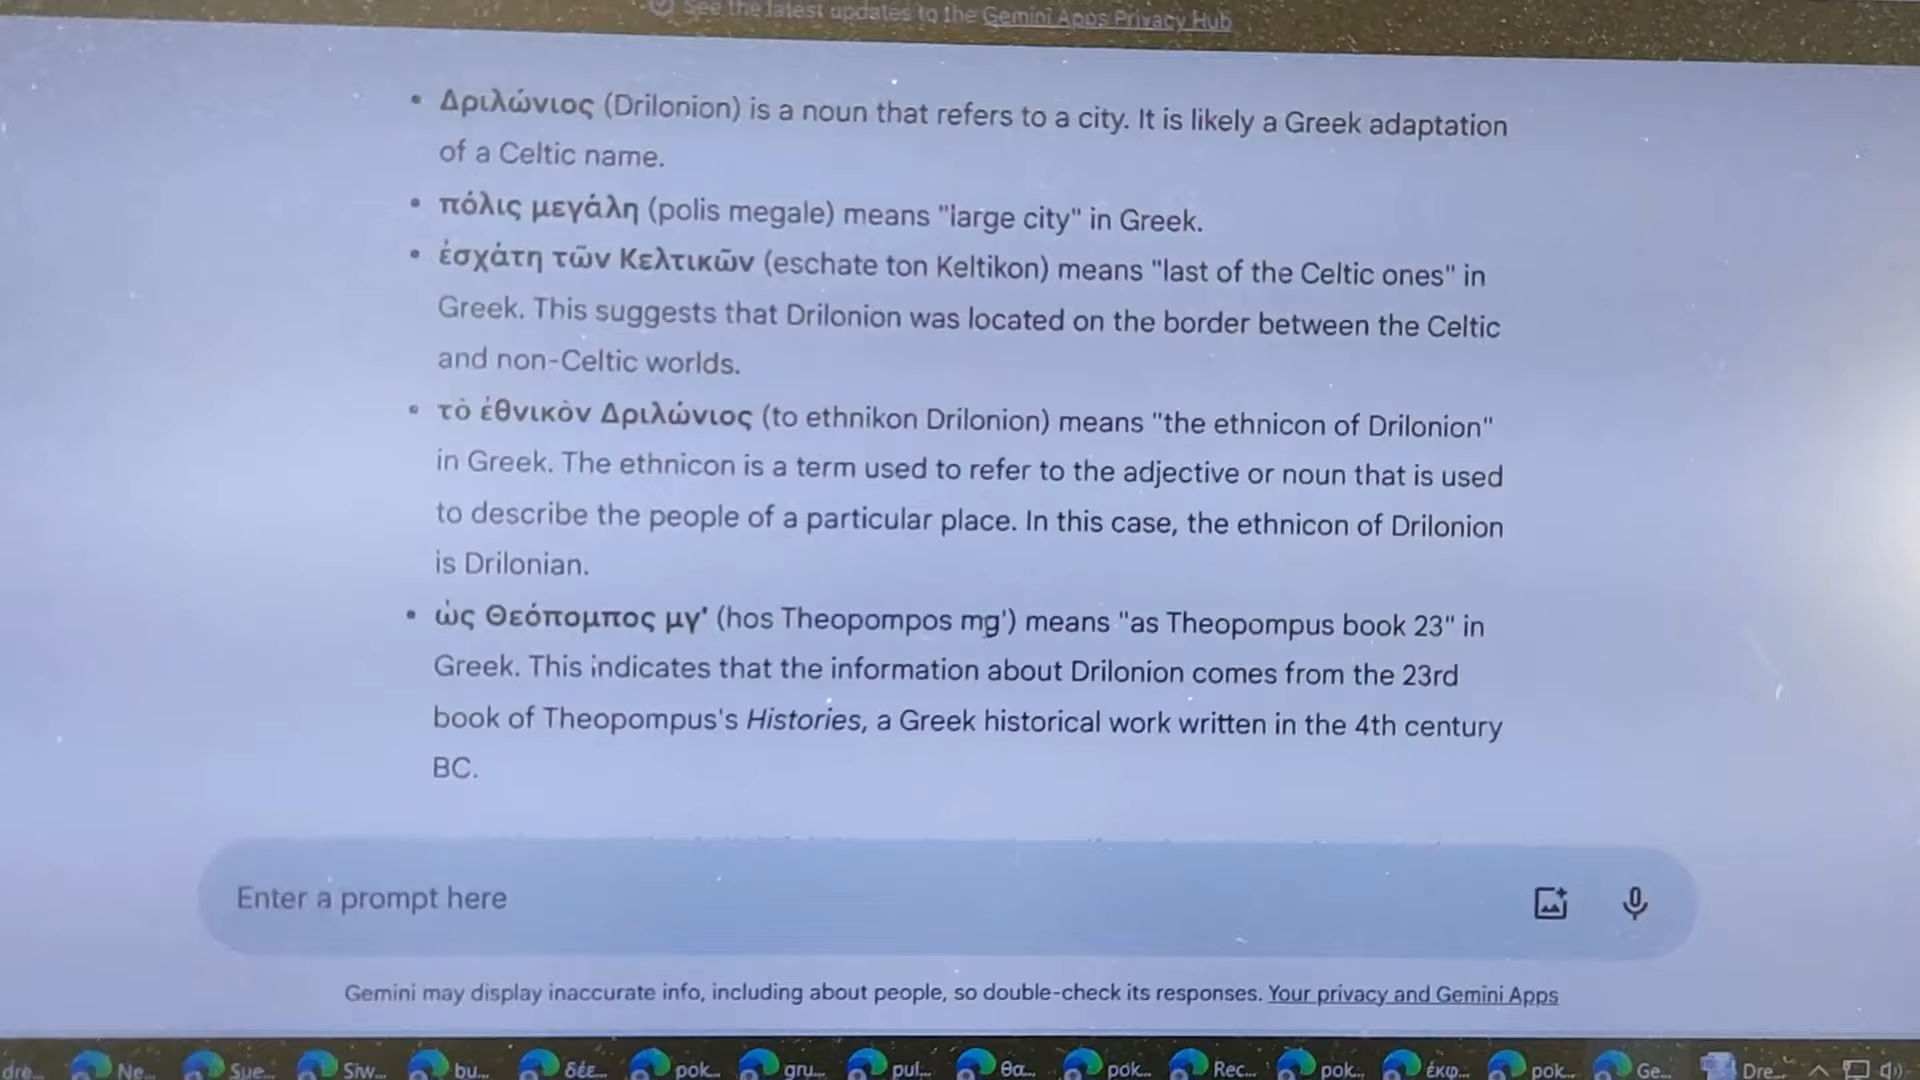 See the latest updates to the Gemini Apps Privacy Hub
• Δριλώνιος (Drilonion) is a noun that refers to a city. It is likely a Greek adaptation
of a Celtic name.
• πόλις μεγάλη (polis megale) means "large city" in Greek.
• ἐσχάτη τῶν Κελτικῶν (eschate ton Keltikon) means "last of the Celtic ones" in
Greek. This suggests that Drilonion was located on the border between the Celtic
and non-Celtic worlds.
• τὸ ἐθνικὸν Δριλώνιος (to ethnikon Drilonion) means "the ethnicon of Drilonion"
in Greek. The ethnicon is a term used to refer to the adjective or noun that is used
to describe the people of a particular place. In this case, the ethnicon of Drilonion
is Drilonian.
• ὡς Θεόπομπος μγ' (hos Theopompos mg') means "as Theopompus book 23" in
Greek. This indicates that the information about Drilonion comes from the 23rd
book of Theopompus's Histories, a Greek historical work written in the 4th century
BC.
Enter a prompt here
Gemini may display inaccurate info, including about people, so double-check its responses. Your privacy and Gemini Apps
dre... Ne... Sue... Siw... bu... δέε... pok... gru... pul... θα... pok... Rec... pok... έκφ... pok... Ge... Dre...